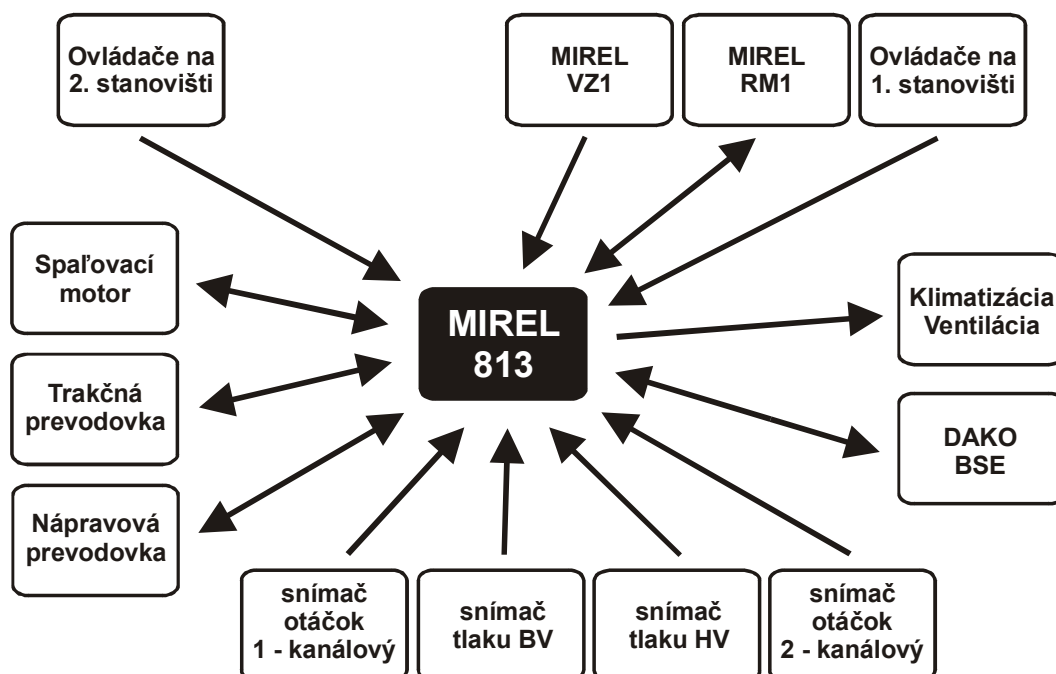 Ovládače na
2. stanovišti
MIREL
VZ1
MIREL
RM1
Ovládače na
1. stanovišti
Spaľovací
motor
MIREL
813
Klimatizácia
Ventilácia
Trakčná
prevodovka
DAKO
BSE
Nápravová
prevodovka
snímač
otáčok
1 - kanálový
snímač
tlaku BV
snímač
tlaku HV
snímač
otáčok
2 - kanálový